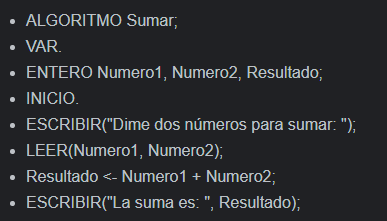 • ALGORITMO Sumar;
• VAR.
• ENTERO Numero1, Numero2, Resultado;
• INICIO.
• ESCRIBIR("Dime dos números para sumar: ");
• LEER(Numero1, Numero2);
• Resultado <- Numero1 + Numero2;
• ESCRIBIR("La suma es: ", Resultado);